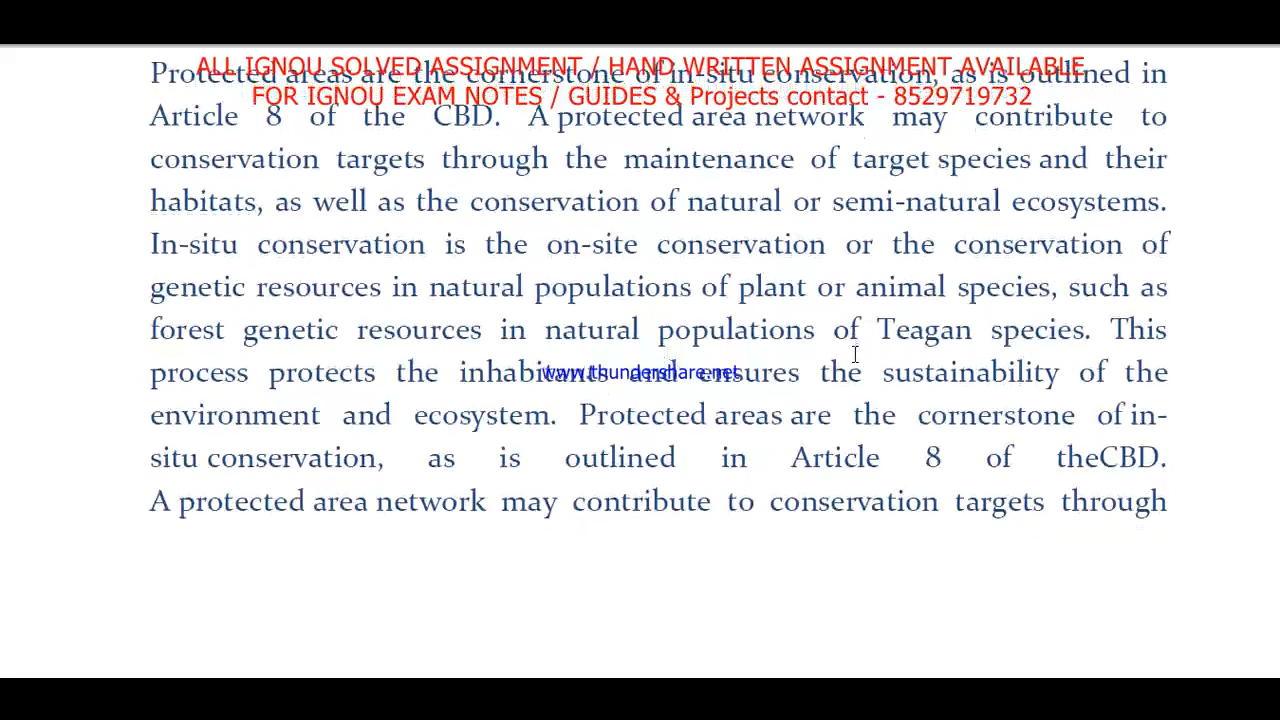 ALL IGNOU SOLVED ASSIGNMENT / HAND WRITTEN ASSIGNMENT AVAILABLE
Protected areas are the cornerstone of in-situ conservation, as is outlined in
FOR IGNOU EXAM NOTES / GUIDES & Projects contact - 8529719732
Article 8 of the CBD. A protected area network may contribute to
conservation targets through the maintenance of target species and their
habitats, as well as the conservation of natural or semi-natural ecosystems.
In-situ conservation is the on-site conservation or the conservation of
genetic resources in natural populations of plant or animal species, such as
forest genetic resources in natural populations of Teagan species. This
process protects the inhabitants and ensures the sustainability of the
www.thundershare.net
environment and ecosystem. Protected areas are the cornerstone of in-
situ conservation, as is outlined in Article 8 of theCBD.
A protected area network may contribute to conservation targets through